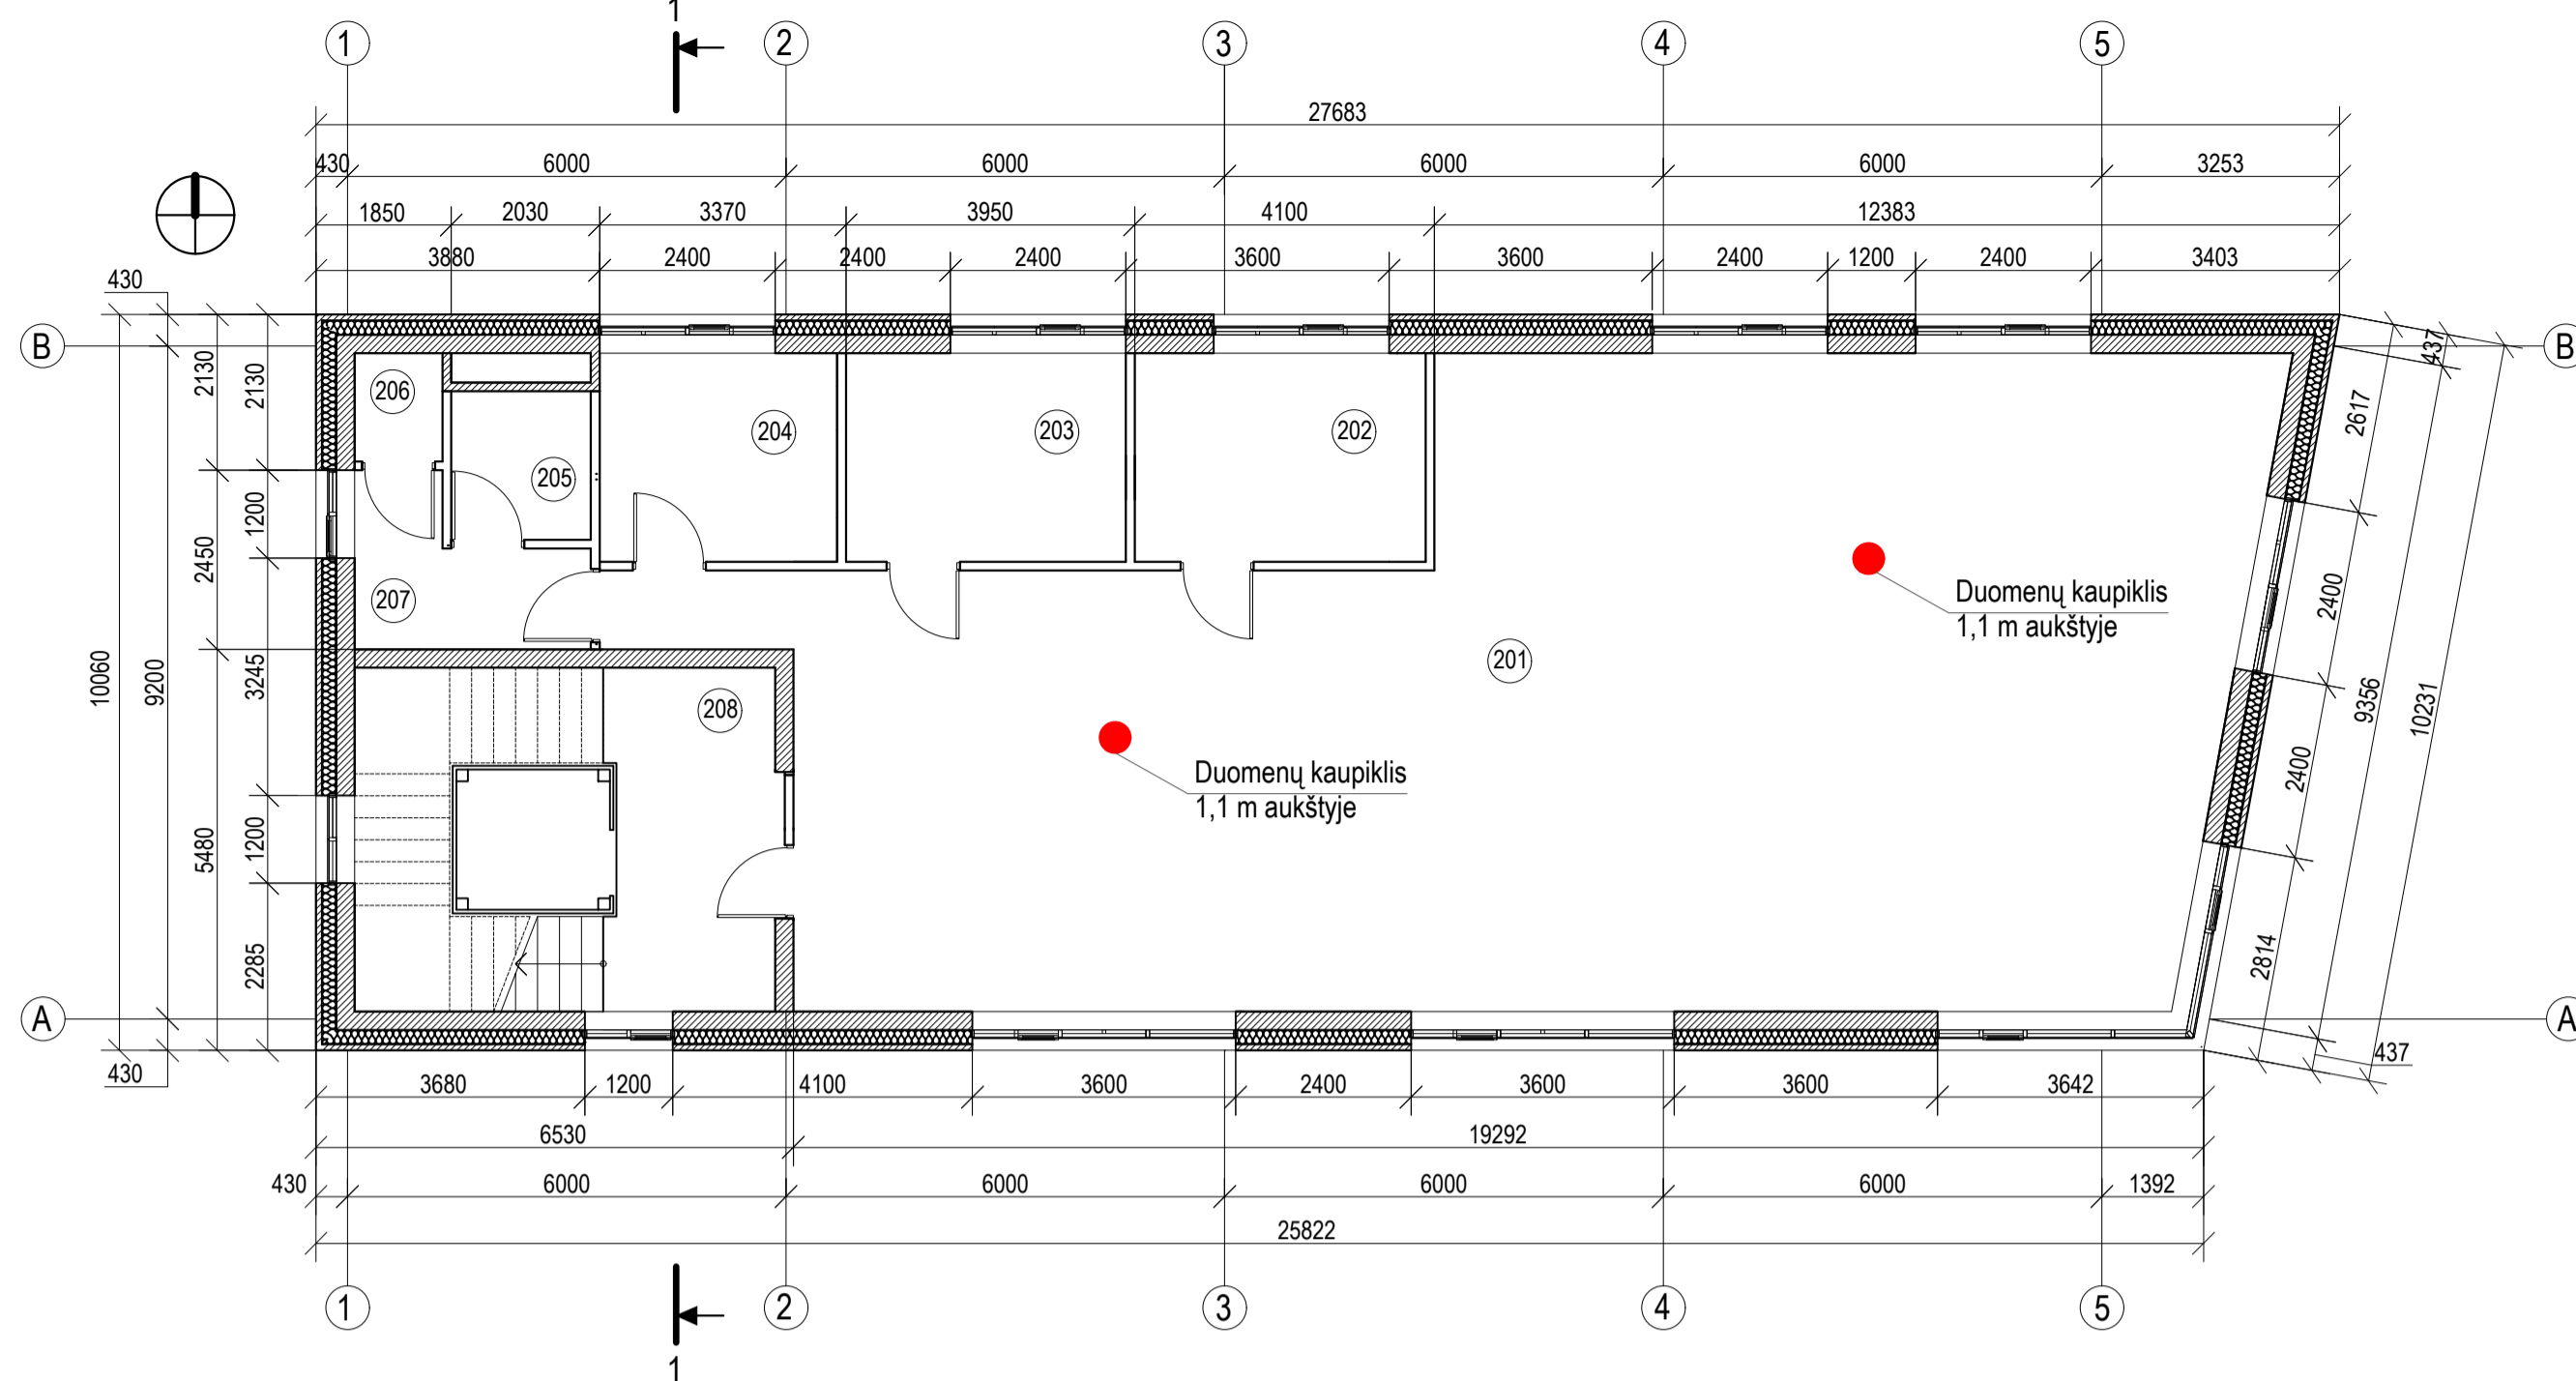 1
1 2 3 4 5
27683
430 6000 6000 6000 6000 3253
1850 2030 3370 3950 4100 12383
3880 2400 2400 2400 3600 3600 2400 1200 2400 3403
430
B B
437
2130 2130
206
204 203 202
2617
205
1200
2450
Duomenų kaupiklis
1,1 m aukštyje
2400
207
201
10060 9200 3245
208
9356 10231
Duomenų kaupiklis
1,1 m aukštyje
2400
5480 1200
2285
2814
A A
430
437
3680 1200 4100 3600 2400 3600 3600 3642
6530 19292
430 6000 6000 6000 6000 1392
25822
1 2 3 4 5
1